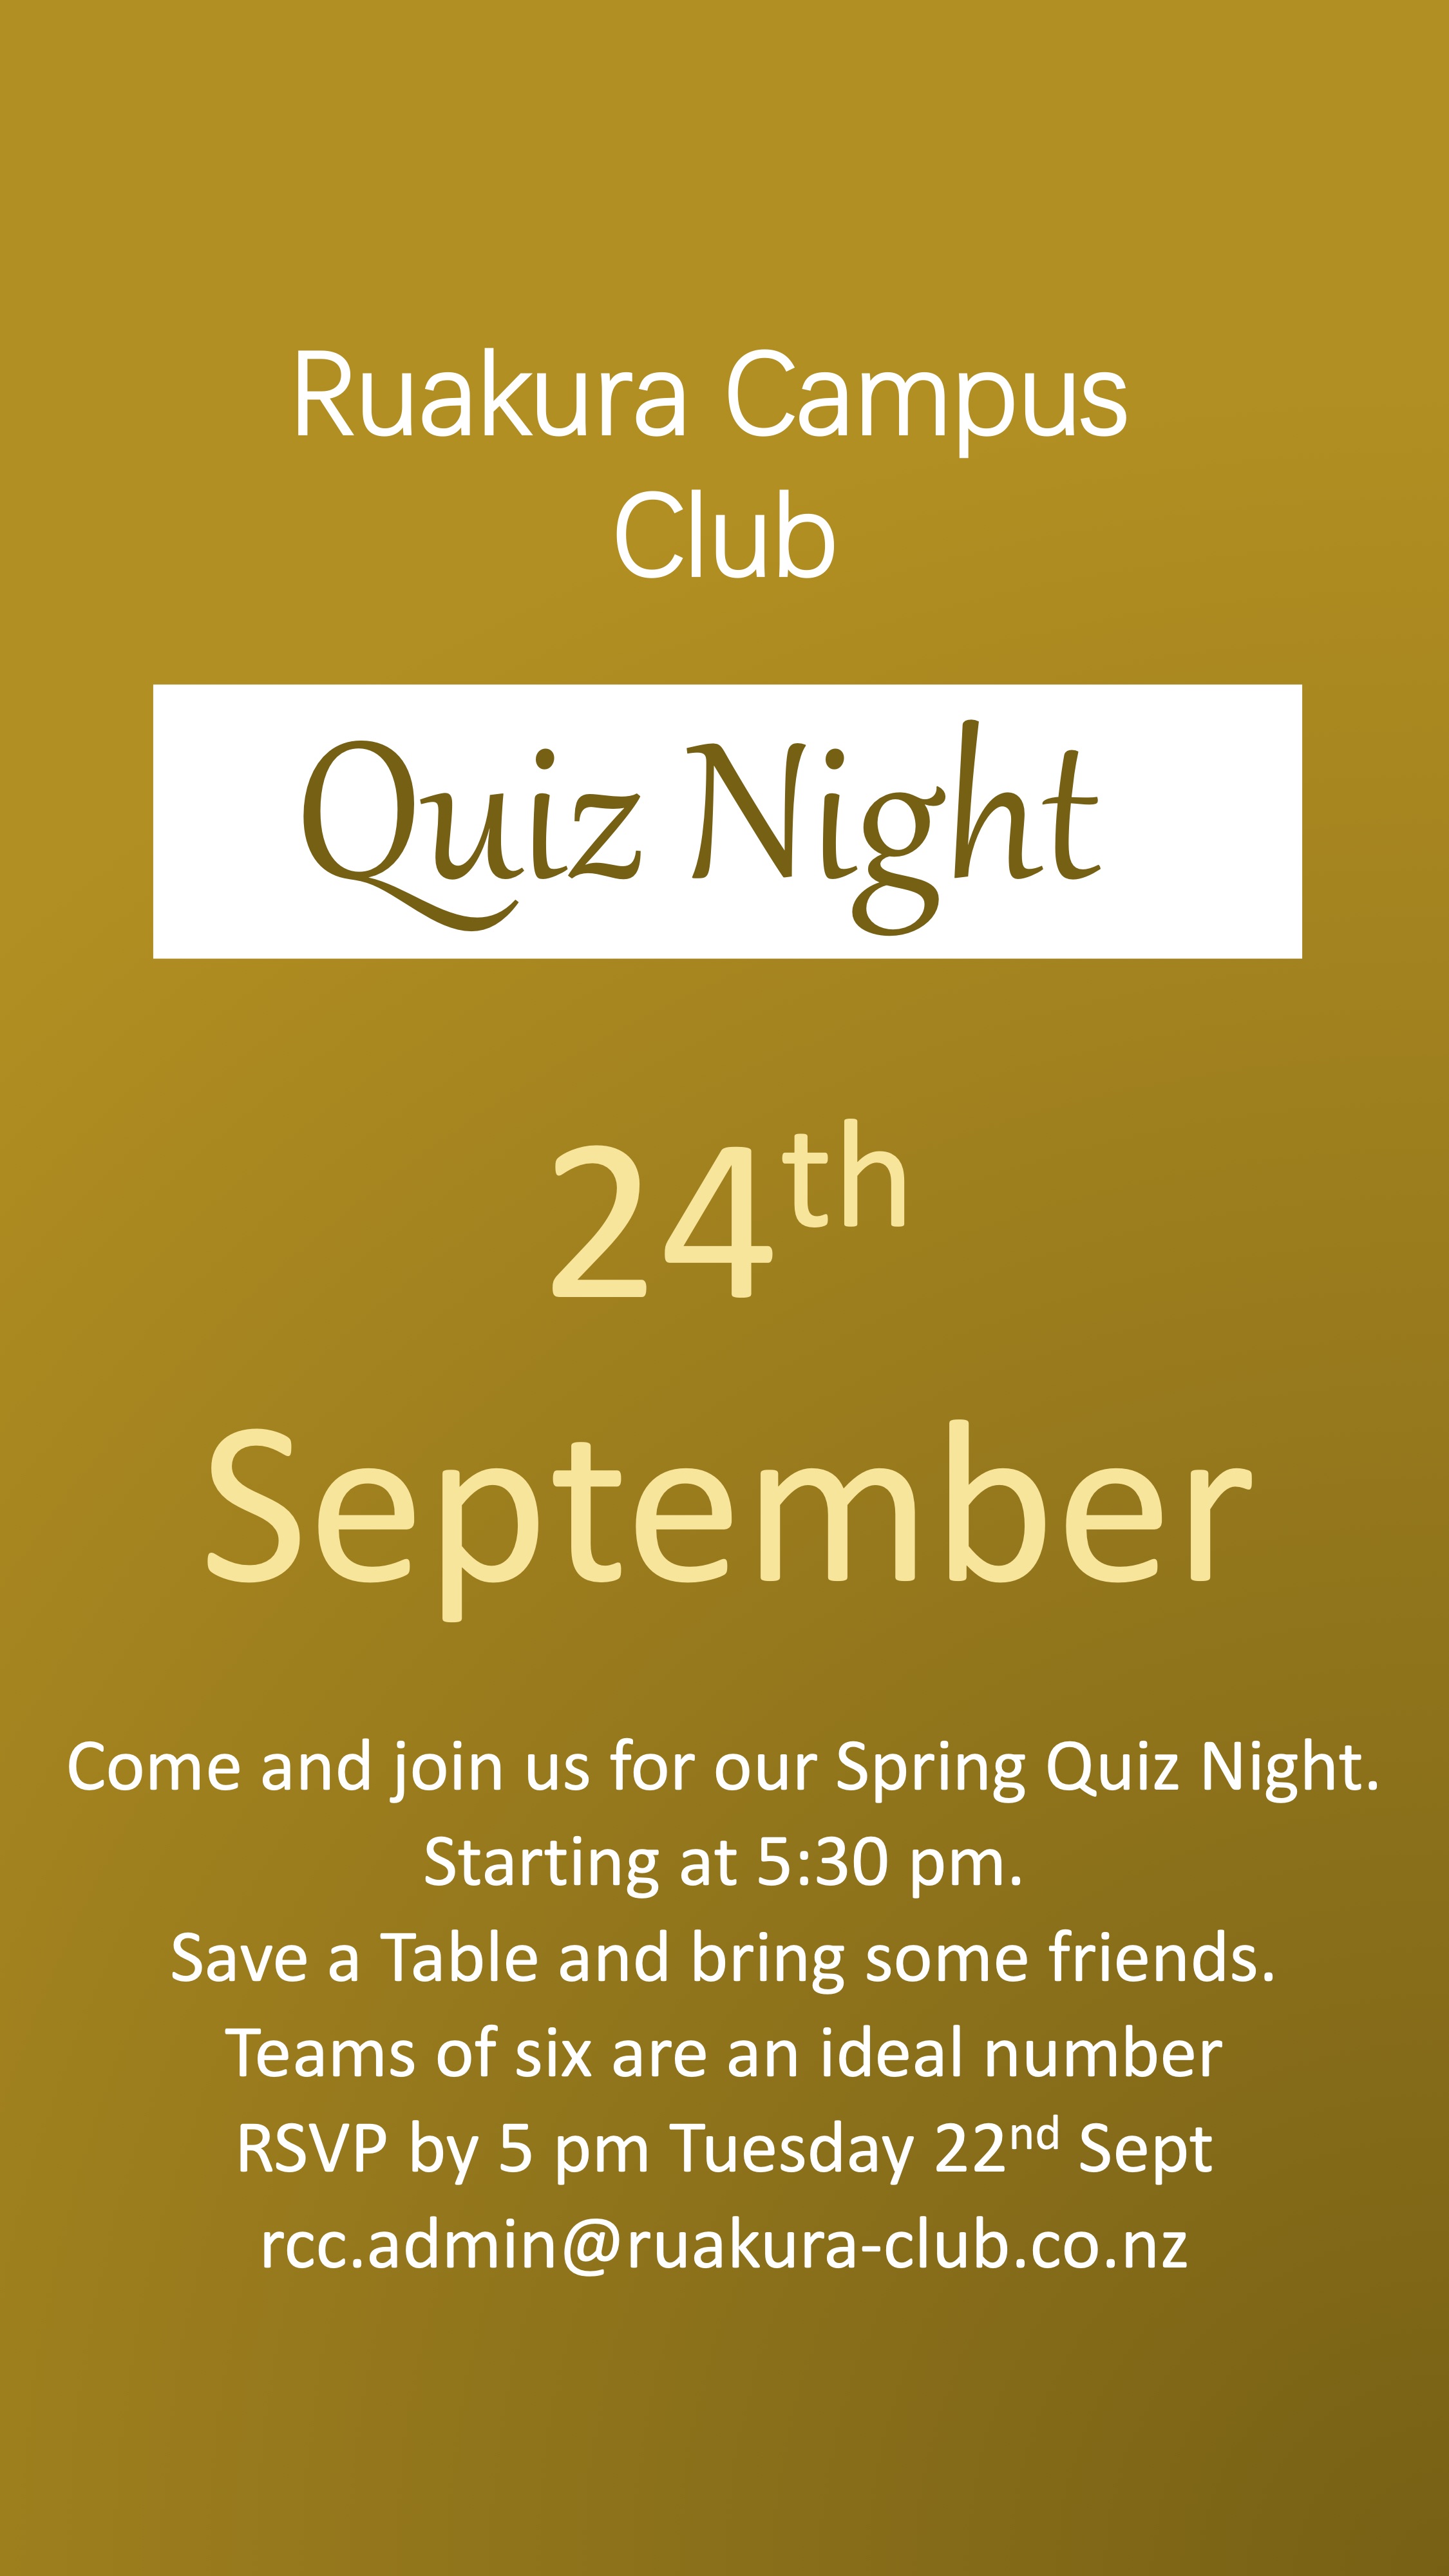 Ruakura Campus
Club
Quiz Night
24th
September
Come and join us for our Spring Quiz Night.
Starting at 5:30 pm.
Save a Table and bring some friends.
Teams of six are an ideal number
RSVP by 5 pm Tuesday 22nd Sept
rcc.admin@ruakura-club.co.nz